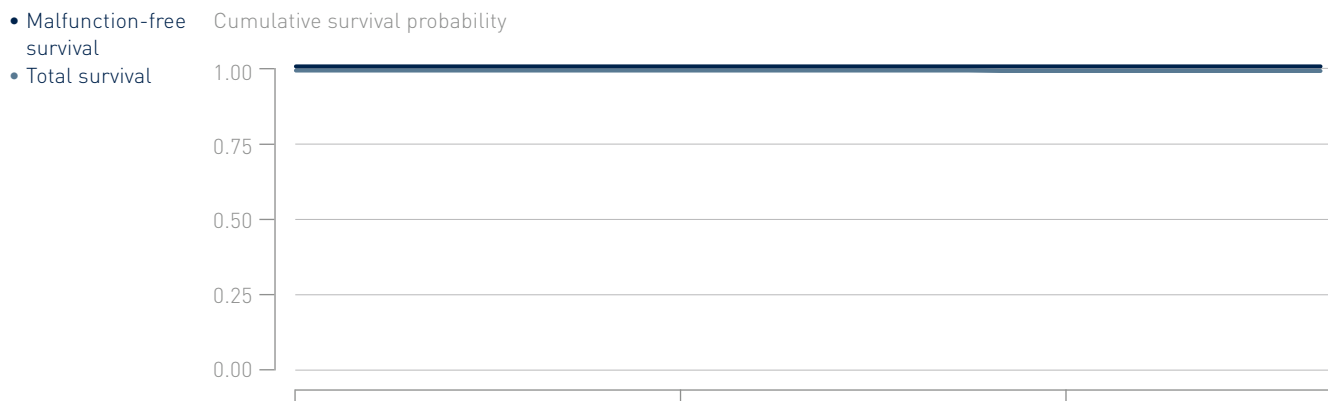 • Malfunction-free
survival
• Total survival
Cumulative survival probability
1.00
0.75
0.50
0.25
0.00